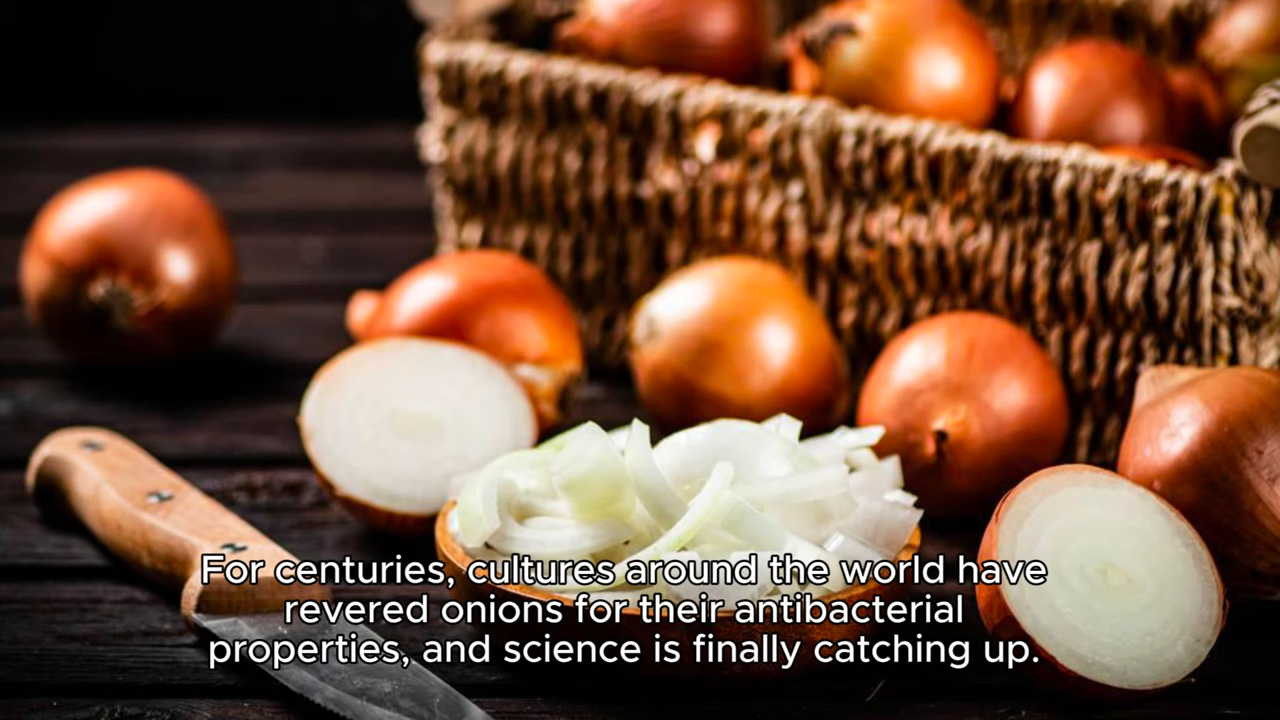 For centuries, cultures around the world have
revered onions for their antibacterial
properties, and science is finally catching up.